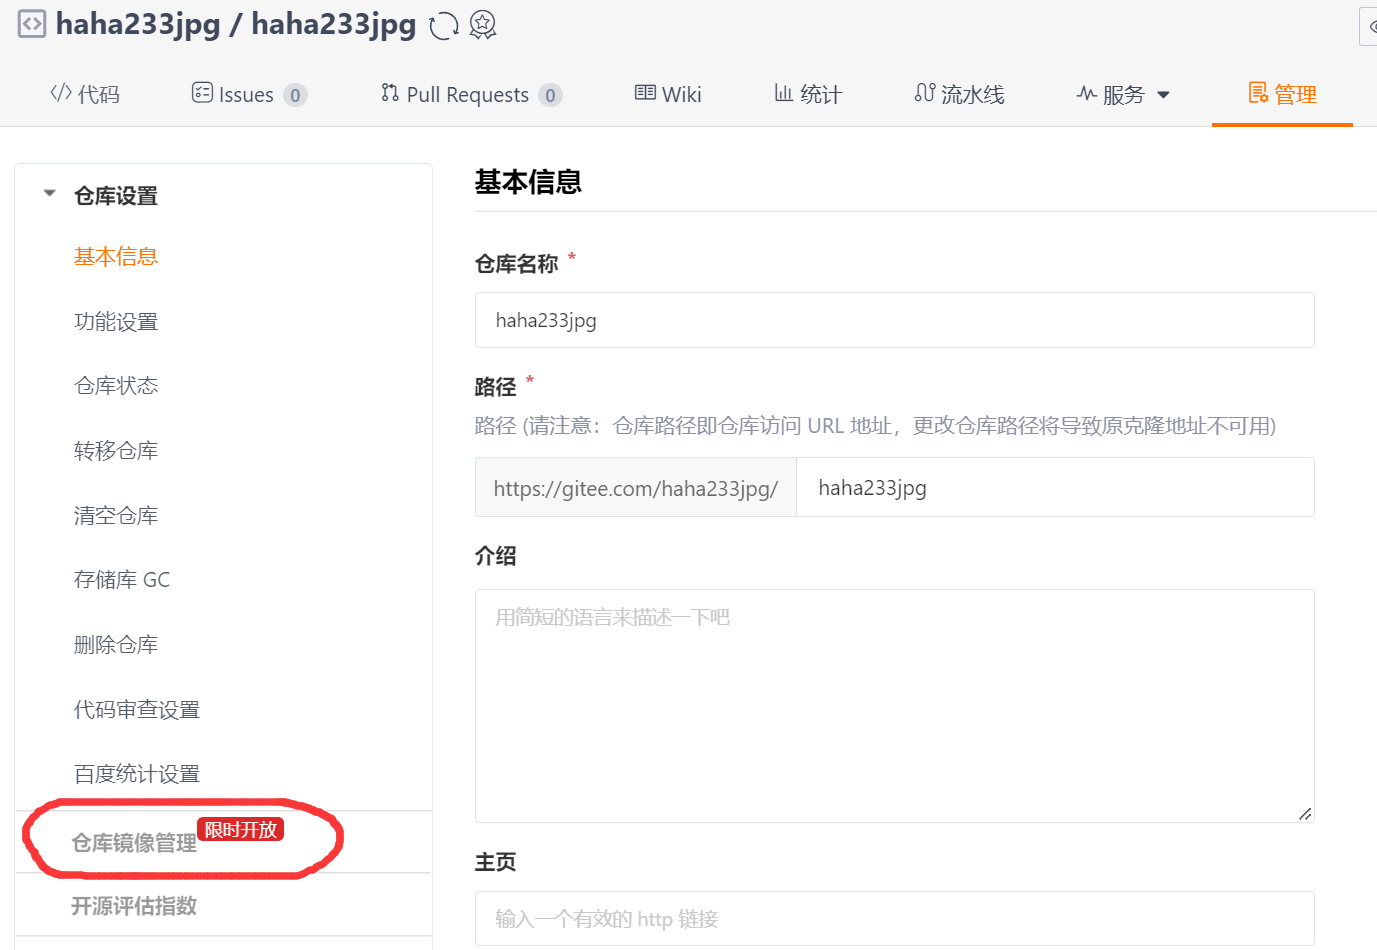 haha233jpg / haha233jpg
代码
Issues 0
Pull Requests 0
Wiki
统计
流水线
服务
管理
仓库设置
基本信息
功能设置
仓库状态
转移仓库
清空仓库
存储库 GC
删除仓库
代码审查设置
百度统计设置
仓库镜像管理 限时开放
开源评估指数
基本信息
仓库名称 *
haha233jpg
路径 *
路径 (请注意：仓库路径即仓库访问 URL 地址，更改仓库路径将导致原克隆地址不可用)
https://gitee.com/haha233jpg/ haha233jpg
介绍
用简短的语言来描述一下吧
主页
输入一个有效的 http 链接